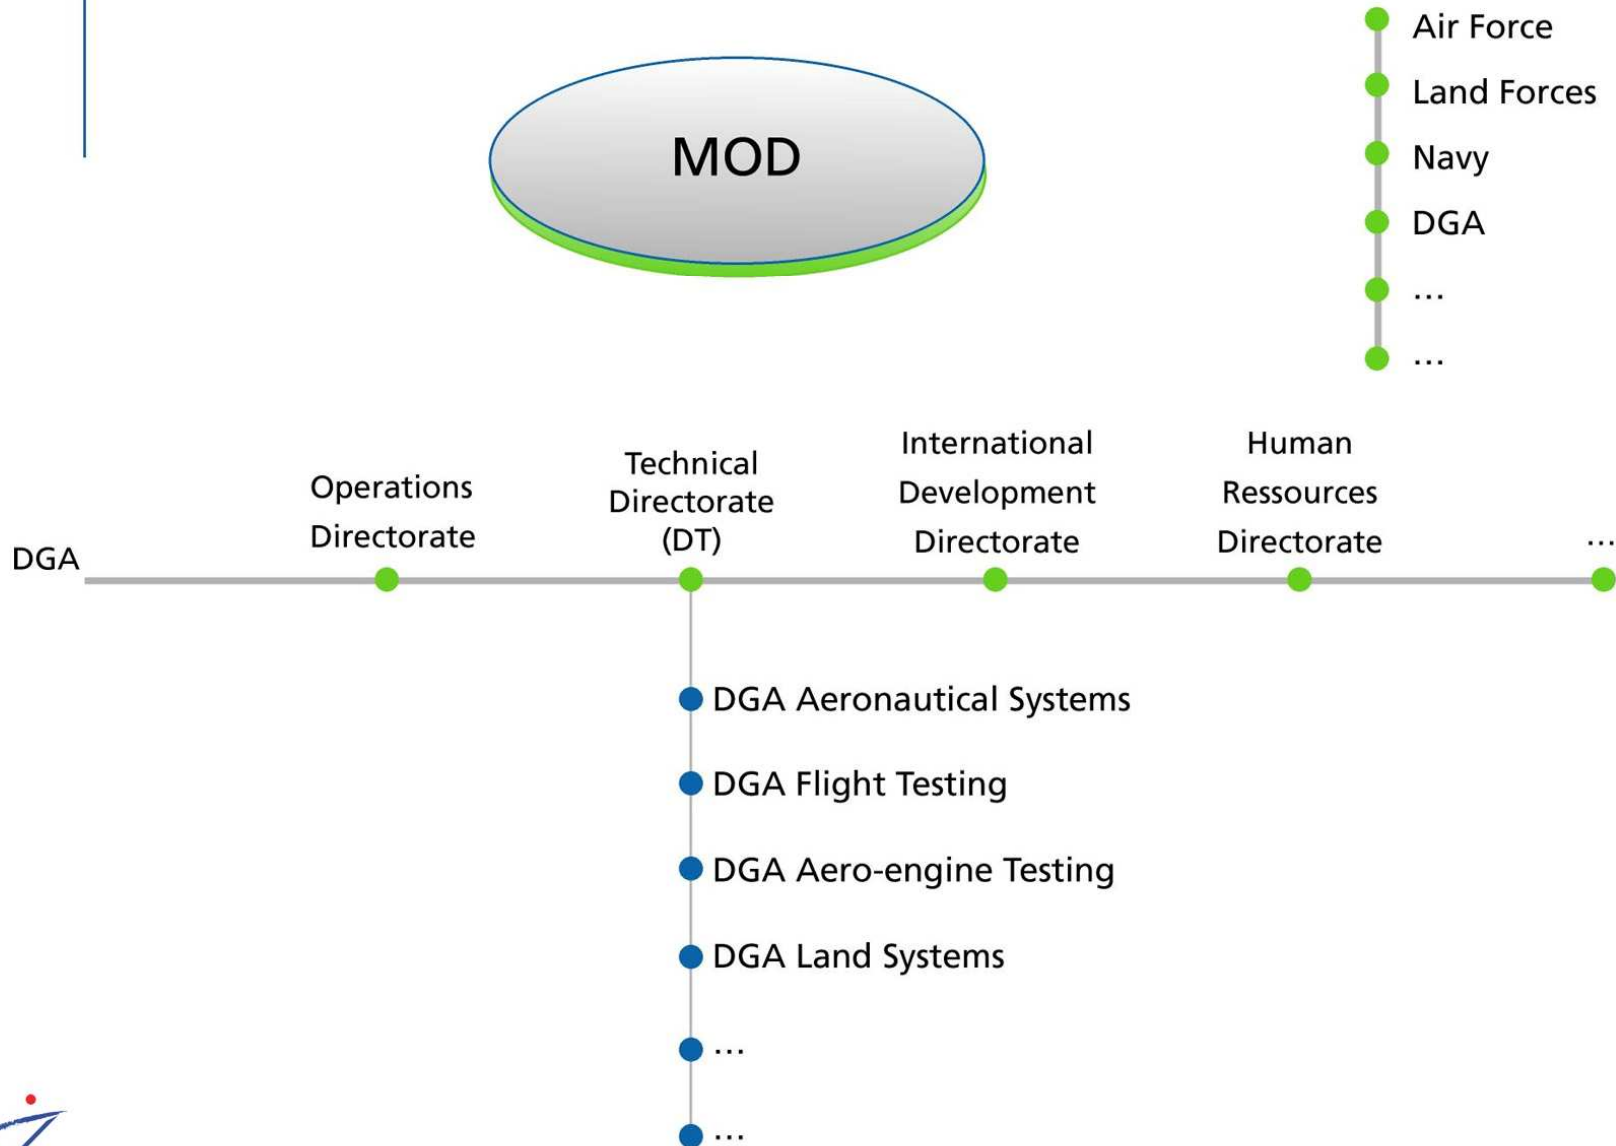 MOD
Air Force
Land Forces
Navy
DGA
...
...
DGA
Operations
Directorate
Technical
Directorate
(DT)
International
Development
Directorate
Human
Ressources
Directorate
...
DGA Aeronautical Systems
DGA Flight Testing
DGA Aero-engine Testing
DGA Land Systems
...
...